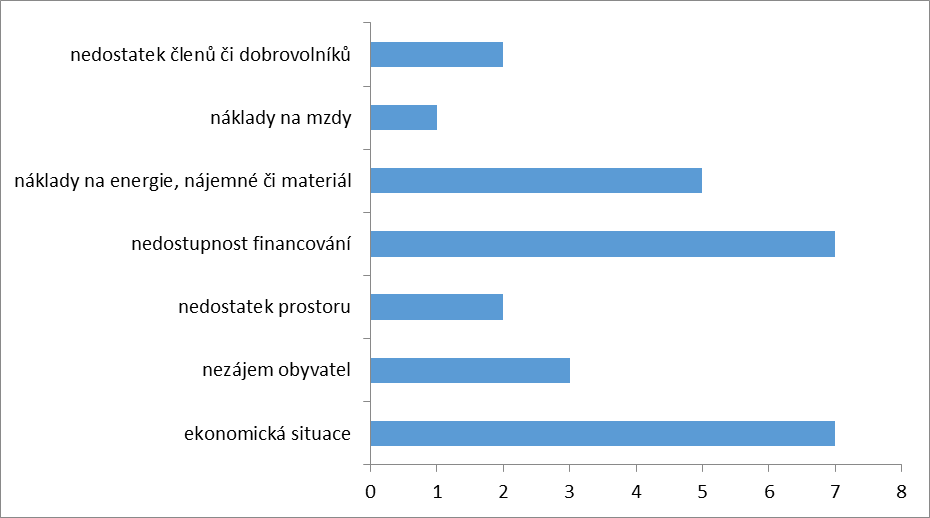 nedostatek členů či dobrovolníků
náklady na mzdy
náklady na energie, nájemné či materiál
nedostupnost financování
nedostatek prostoru
nezájem obyvatel
ekonomická situace
0 1 2 3 4 5 6 7 8